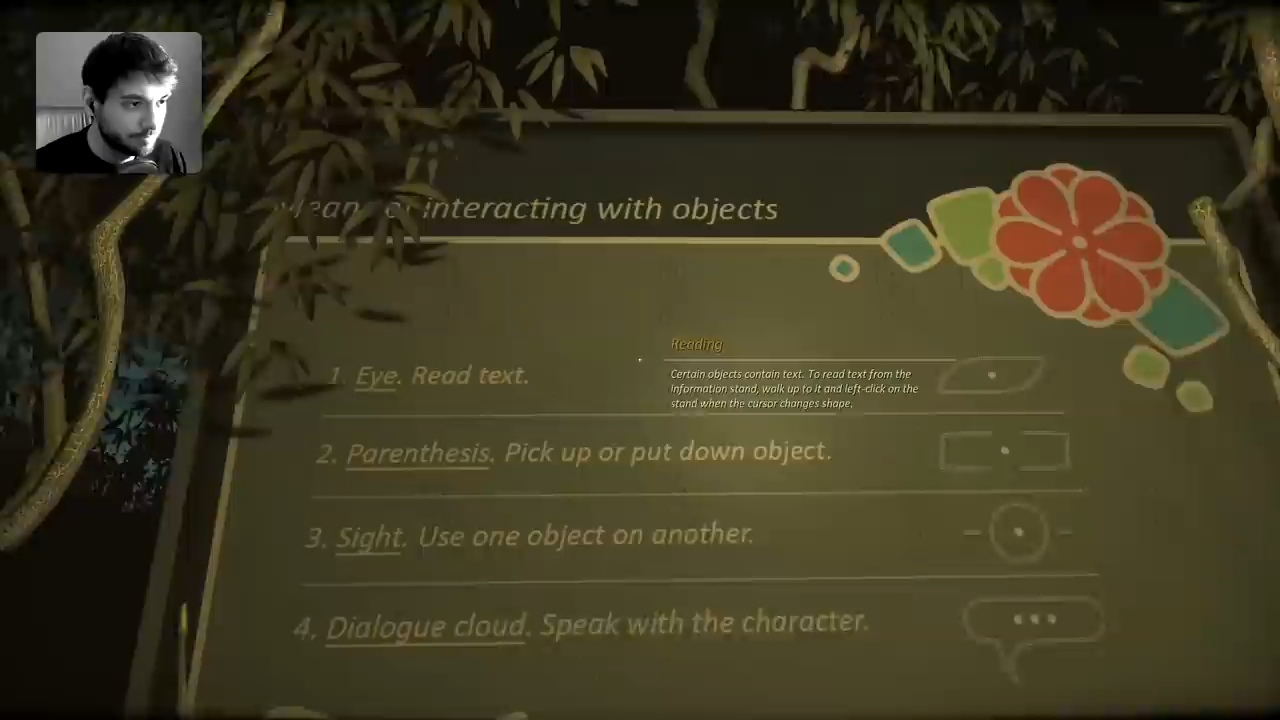 of interacting with objects
Reading
Certain objects contain text. To read text from the
information stand, walk up to it and left-click on the
stand when the cursor changes shape.
1. Eye. Read text.
2. Parenthesis. Pick up or put down object.
3. Sight. Use one object on another.
4. Dialogue cloud. Speak with the character.